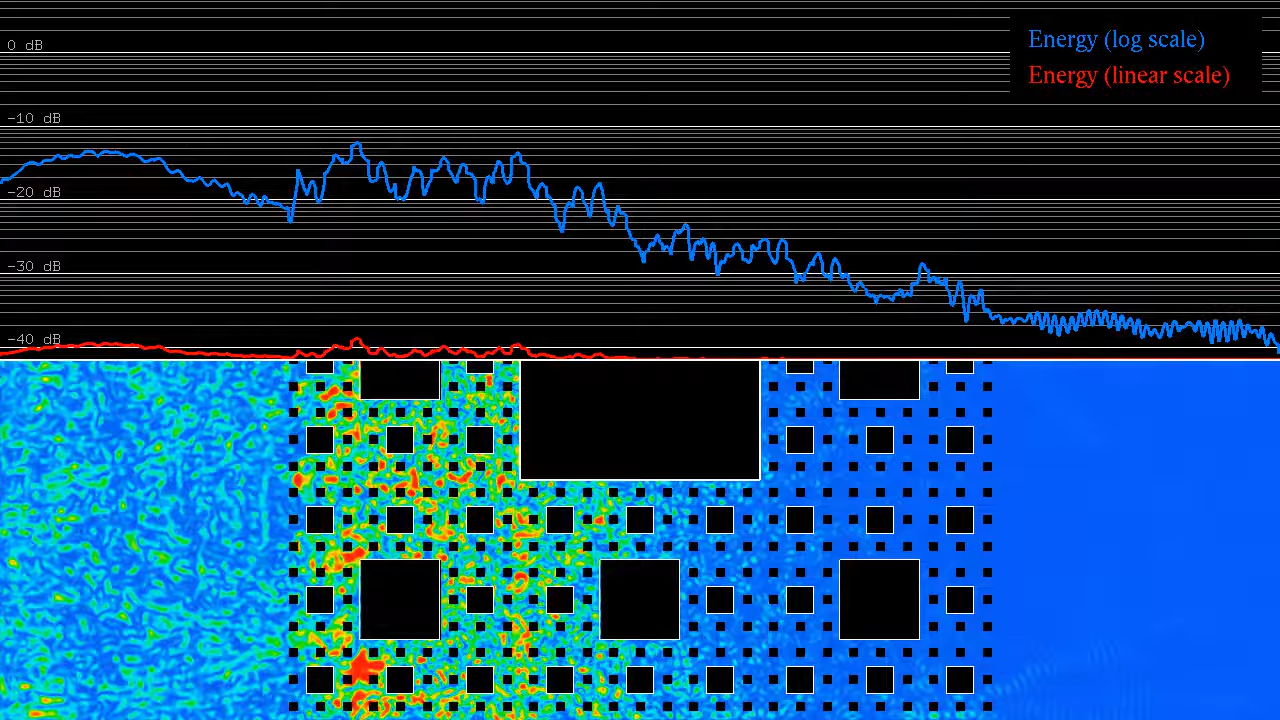 0 dB
Energy (log scale)
Energy (linear scale)
-10 dB
-20 dB
-30 dB
-40 dB